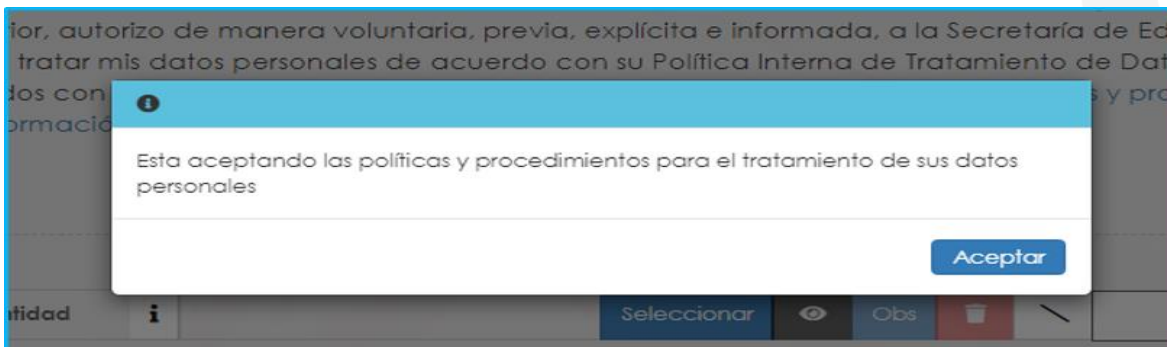 ior, autorizo de manera voluntaria, previa, explícita e informada, a la Secretaría de Ed
tratar mis datos personales de acuerdo con su Política Interna de Tratamiento de Dat
dos con
s y pro
ormació
Esta aceptando las políticas y procedimientos para el tratamiento de sus datos
personales
Aceptar
ntidad
i
Seleccionar
Obs